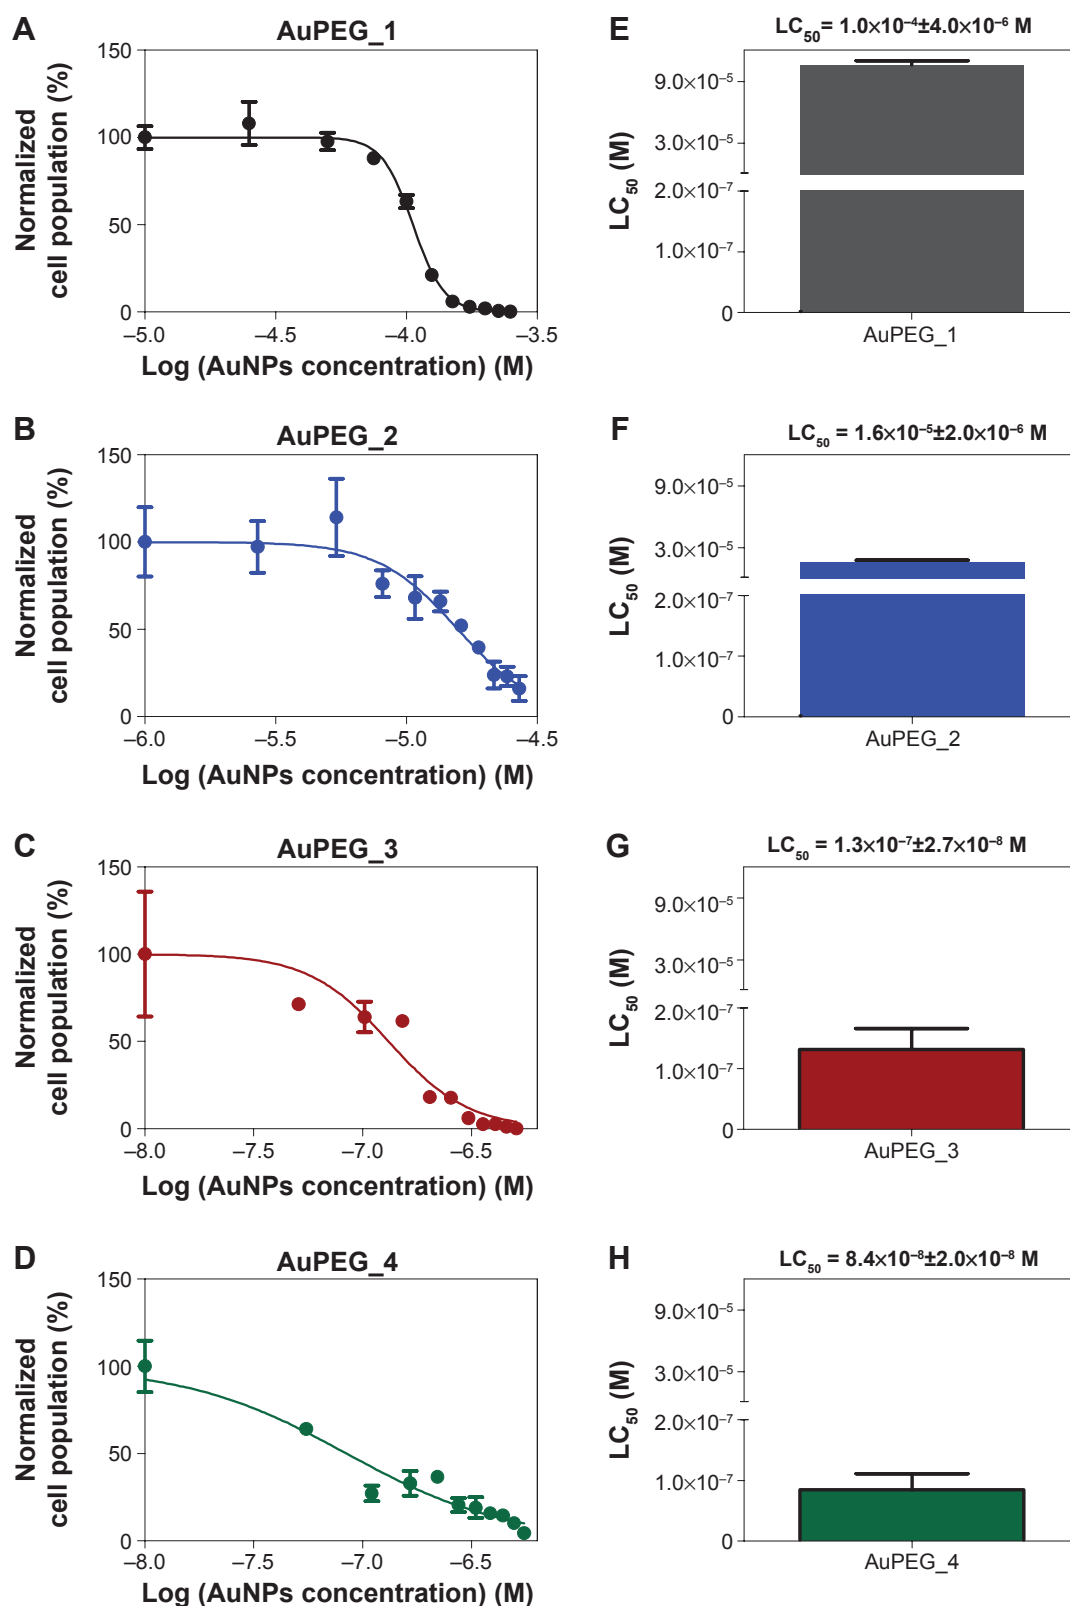 A
AuPEG_1
Normalized
cell population (%)
150
100
50
0
–5.0
–4.5
–4.0
–3.5
Log (AuNPs concentration) (M)
E
LC50= 1.0×10–4±4.0×10–6 M
LC50 (M)
9.0×10–5
3.0×10–5
2.0×10–7
1.0×10–7
0
AuPEG_1
B
AuPEG_2
Normalized
cell population (%)
150
100
50
0
–6.0
–5.5
–5.0
–4.5
Log (AuNPs concentration) (M)
F
LC50 = 1.6×10–5±2.0×10–6 M
LC50 (M)
9.0×10–5
3.0×10–5
2.0×10–7
1.0×10–7
0
AuPEG_2
C
AuPEG_3
Normalized
cell population (%)
150
100
50
0
–8.0
–7.5
–7.0
–6.5
Log (AuNPs concentration) (M)
G
LC50 = 1.3×10–7±2.7×10–8 M
LC50 (M)
9.0×10–5
3.0×10–5
2.0×10–7
1.0×10–7
0
AuPEG_3
D
AuPEG_4
Normalized
cell population (%)
150
100
50
0
–8.0
–7.5
–7.0
–6.5
Log (AuNPs concentration) (M)
H
LC50 = 8.4×10–8±2.0×10–8 M
LC50 (M)
9.0×10–5
3.0×10–5
2.0×10–7
1.0×10–7
0
AuPEG_4